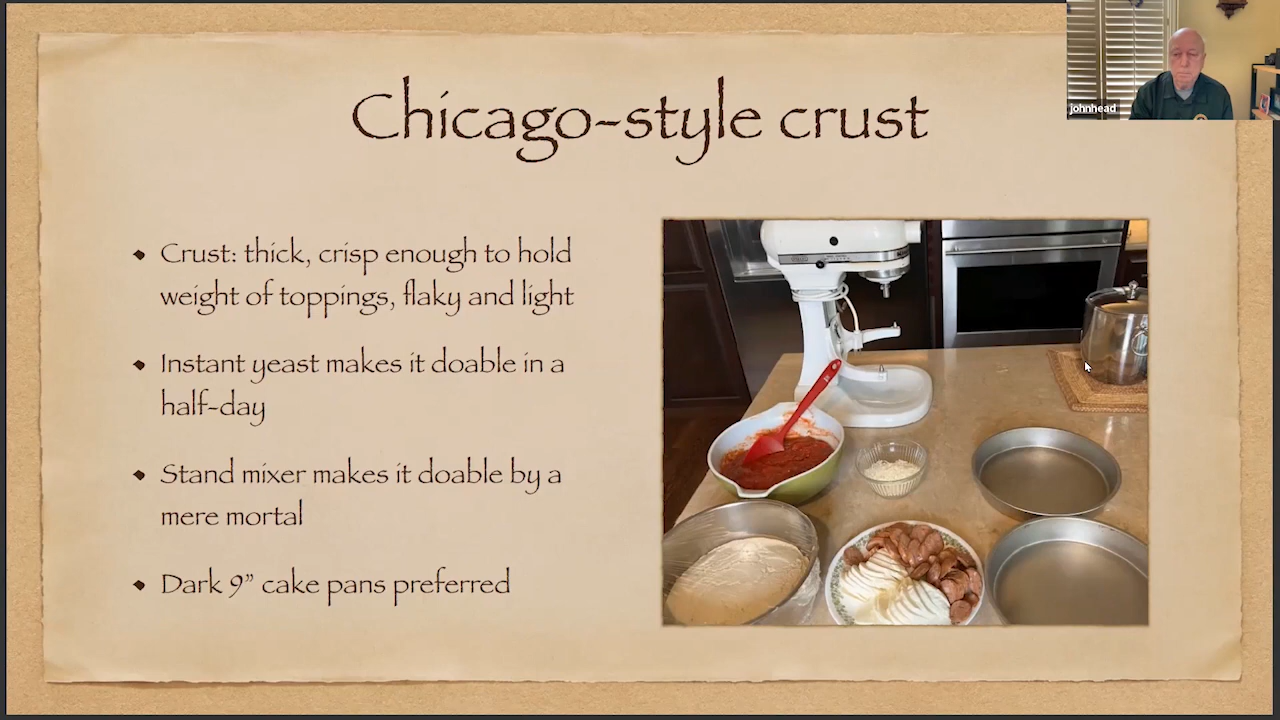 Chicago-style crust
Crust: thick, crisp enough to hold
weight of toppings, flaky and light
Instant yeast makes it doable in a
half-day
Stand mixer makes it doable by a
mere mortal
Dark 9” cake pans preferred
johnhead